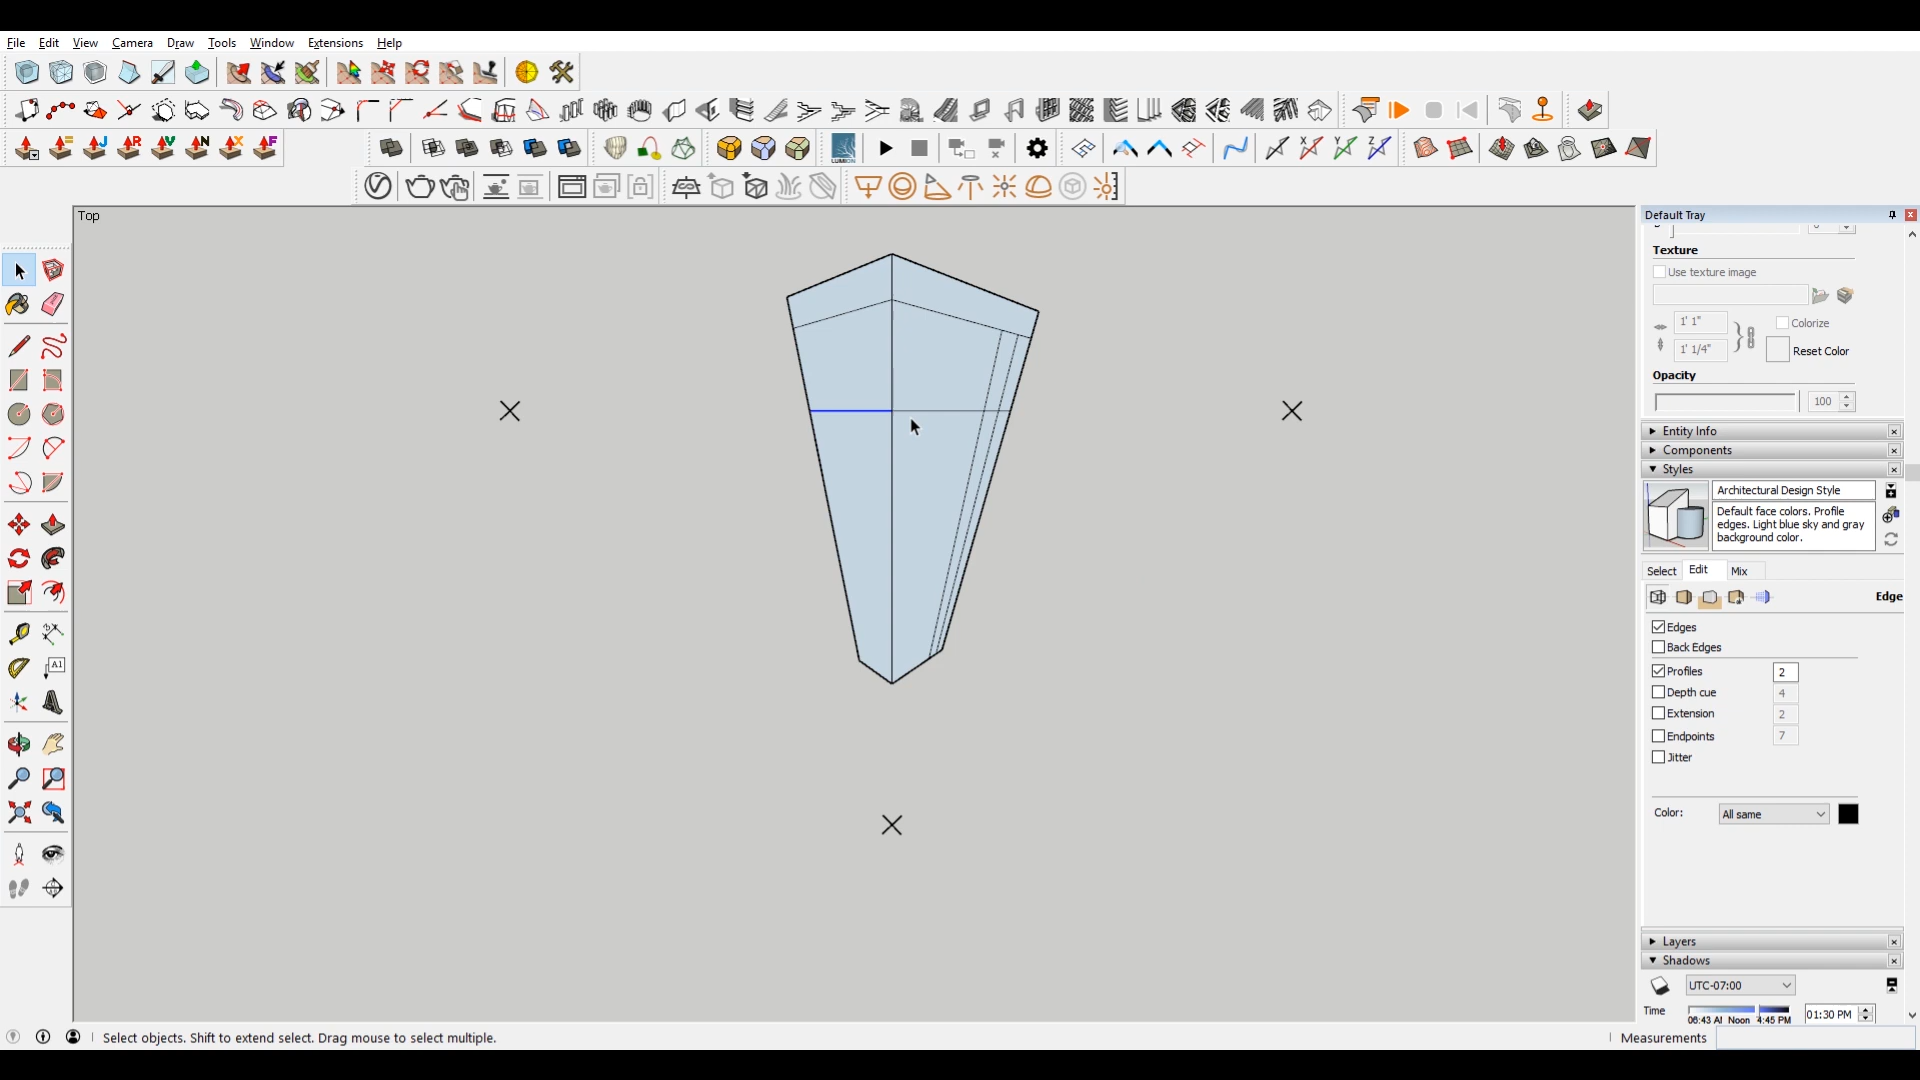 File Edit View Camera Draw Tools Window Extensions Help
Top
Default Tray
Texture
Use texture image
1' 1"
Colorize
1' 1/4"
Reset Color
Opacity
100
Entity Info
Components
Styles
Architectural Design Style
Default face colors. Profile
edges. Light blue sky and gray
background color.
Select Edit Mix
Edge
Edges
Back Edges
Profiles 2
Depth cue 4
Extension 2
Endpoints 7
Jitter
Color: All same
Layers
Shadows
UTC-07:00
Time 06:43 AM Noon 4:45 PM 01:30 PM
A1
LUMION
J R V N X F
X Y Z
Select objects. Shift to extend select. Drag mouse to select multiple.
Measurements